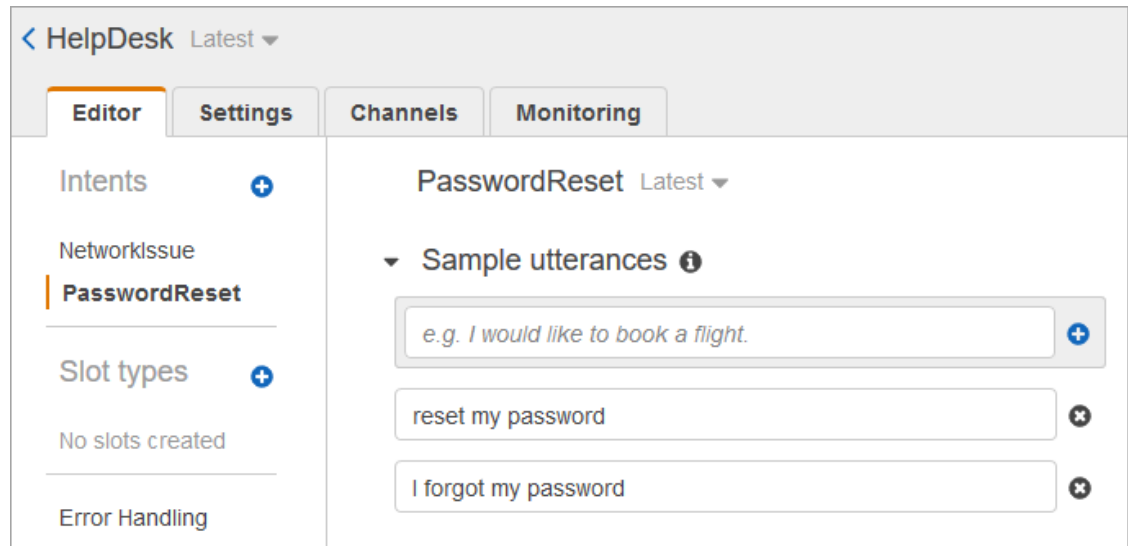 HelpDesk Latest
Editor Settings Channels Monitoring
Intents
NetworkIssue
PasswordReset
Slot types
No slots created
Error Handling
PasswordReset Latest
Sample utterances
e.g. I would like to book a flight.
reset my password
I forgot my password